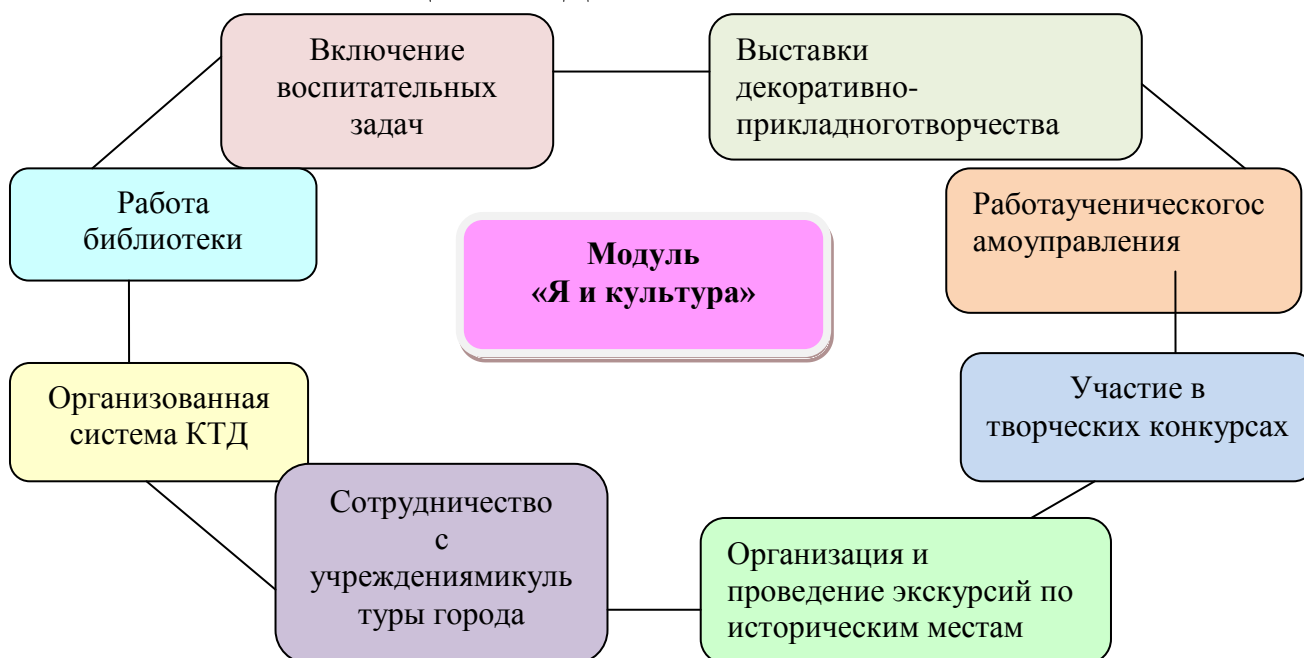 Включение
воспитательных
задач
Выставки
декоративно-
прикладноготворчества
Работа
библиотеки
Работаученическогос
амоуправления
Модуль
«Я и культура»
Организованная
система КТД
Участие в
творческих конкурсах
Сотрудничество
с
учреждениямикуль
туры города
Организация и
проведение экскурсий по
историческим местам